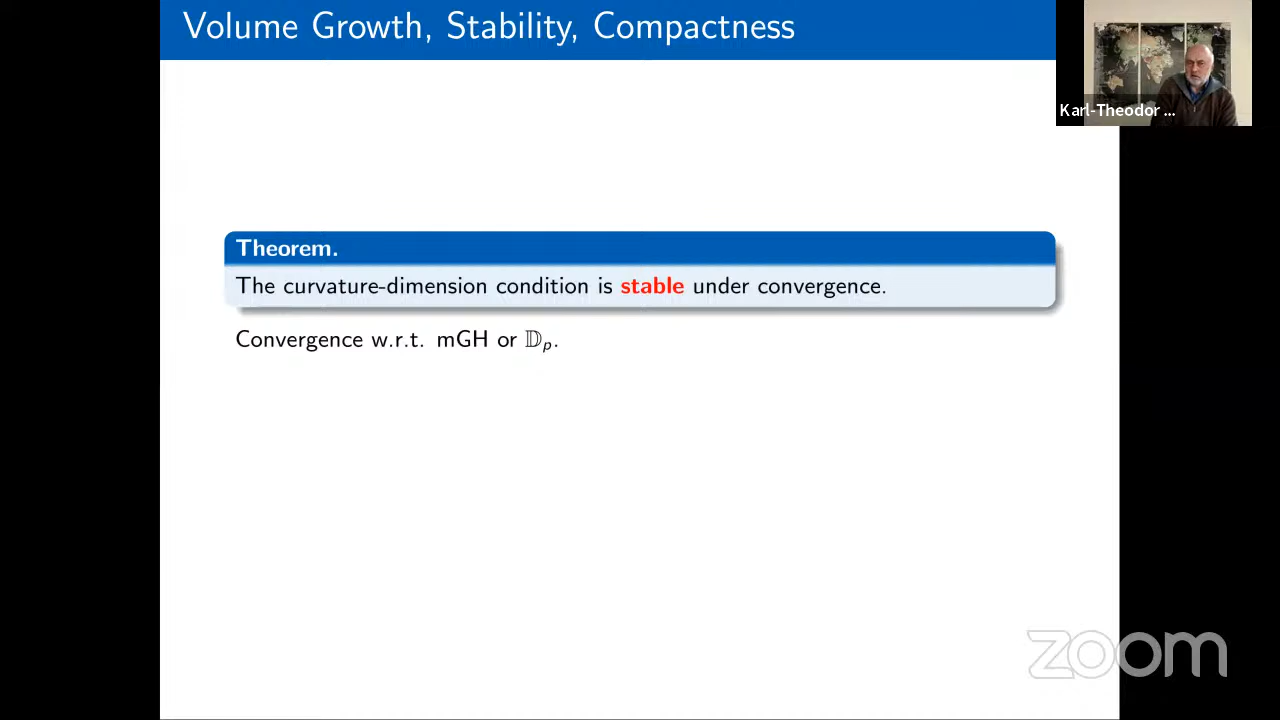 Volume Growth, Stability, Compactness
Karl-Theodor ...
Theorem.
The curvature-dimension condition is stable under convergence.
Convergence w.r.t. mGH or 𝔻ₚ.
zoom